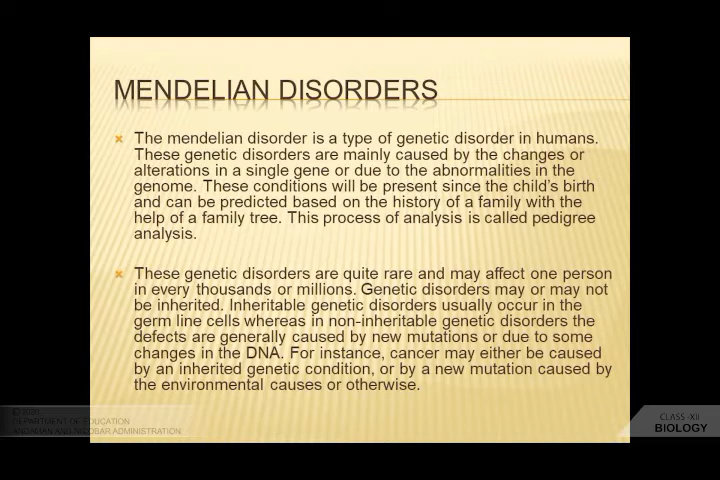 MENDELIAN DISORDERS
The mendelian disorder is a type of genetic disorder in humans.
These genetic disorders are mainly caused by the changes or
alterations in a single gene or due to the abnormalities in the
genome. These conditions will be present since the child's birth
and can be predicted based on the history of a family with the
help of a family tree. This process of analysis is called pedigree
analysis.
These genetic disorders are quite rare and may affect one person
in every thousands or millions. Genetic disorders may or may not
be inherited. Inheritable genetic disorders usually occur in the
germ line cells whereas in non-inheritable genetic disorders the
defects are generally caused by new mutations or due to some
changes in the DNA. For instance, cancer may either be caused
by an inherited genetic condition, or by a new mutation caused by
the environmental causes or otherwise.
© 2020
DEPARTMENT OF EDUCATION
ANDAMAN AND NICOBAR ADMINISTRATION
CLASS -XII
BIOLOGY